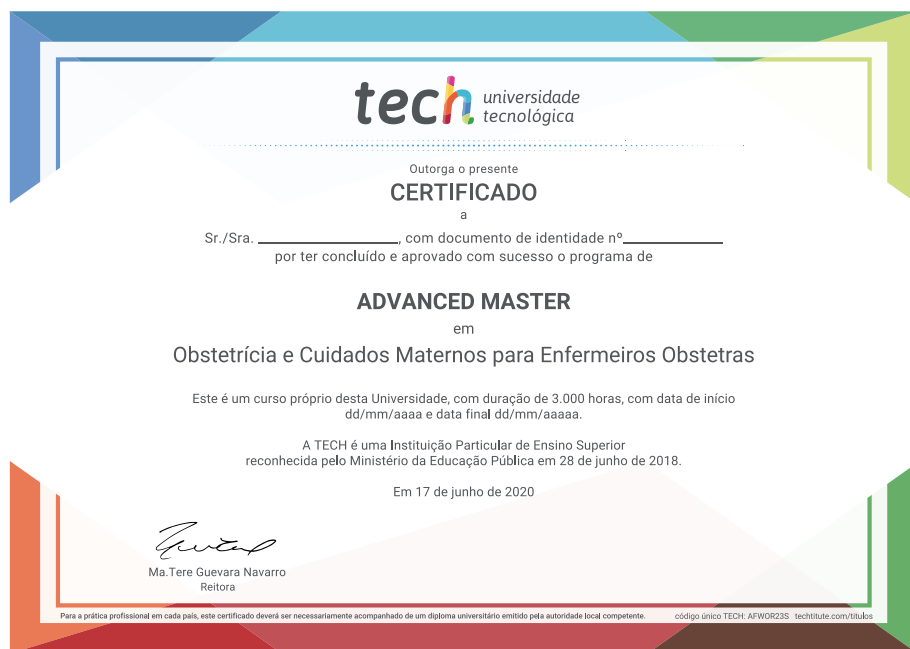 tech universidade
tecnológica
Outorga o presente
CERTIFICADO
a
Sr./Sra. ____________________, com documento de identidade nº______________
por ter concluído e aprovado com sucesso o programa de
ADVANCED MASTER
em
Obstetrícia e Cuidados Maternos para Enfermeiros Obstetras
Este é um curso próprio desta Universidade, com duração de 3.000 horas, com data de início
dd/mm/aaaa e data final dd/mm/aaaaa.
A TECH é uma Instituição Particular de Ensino Superior
reconhecida pelo Ministério da Educação Pública em 28 de junho de 2018.
Em 17 de junho de 2020
Ma.Tere Guevara Navarro
Reitora
Para a prática profissional em cada país, este certificado deverá ser necessariamente acompanhado de um diploma universitário emitido pela autoridade local competente. código único TECH: AFWOR23S techtitute.com/títulos